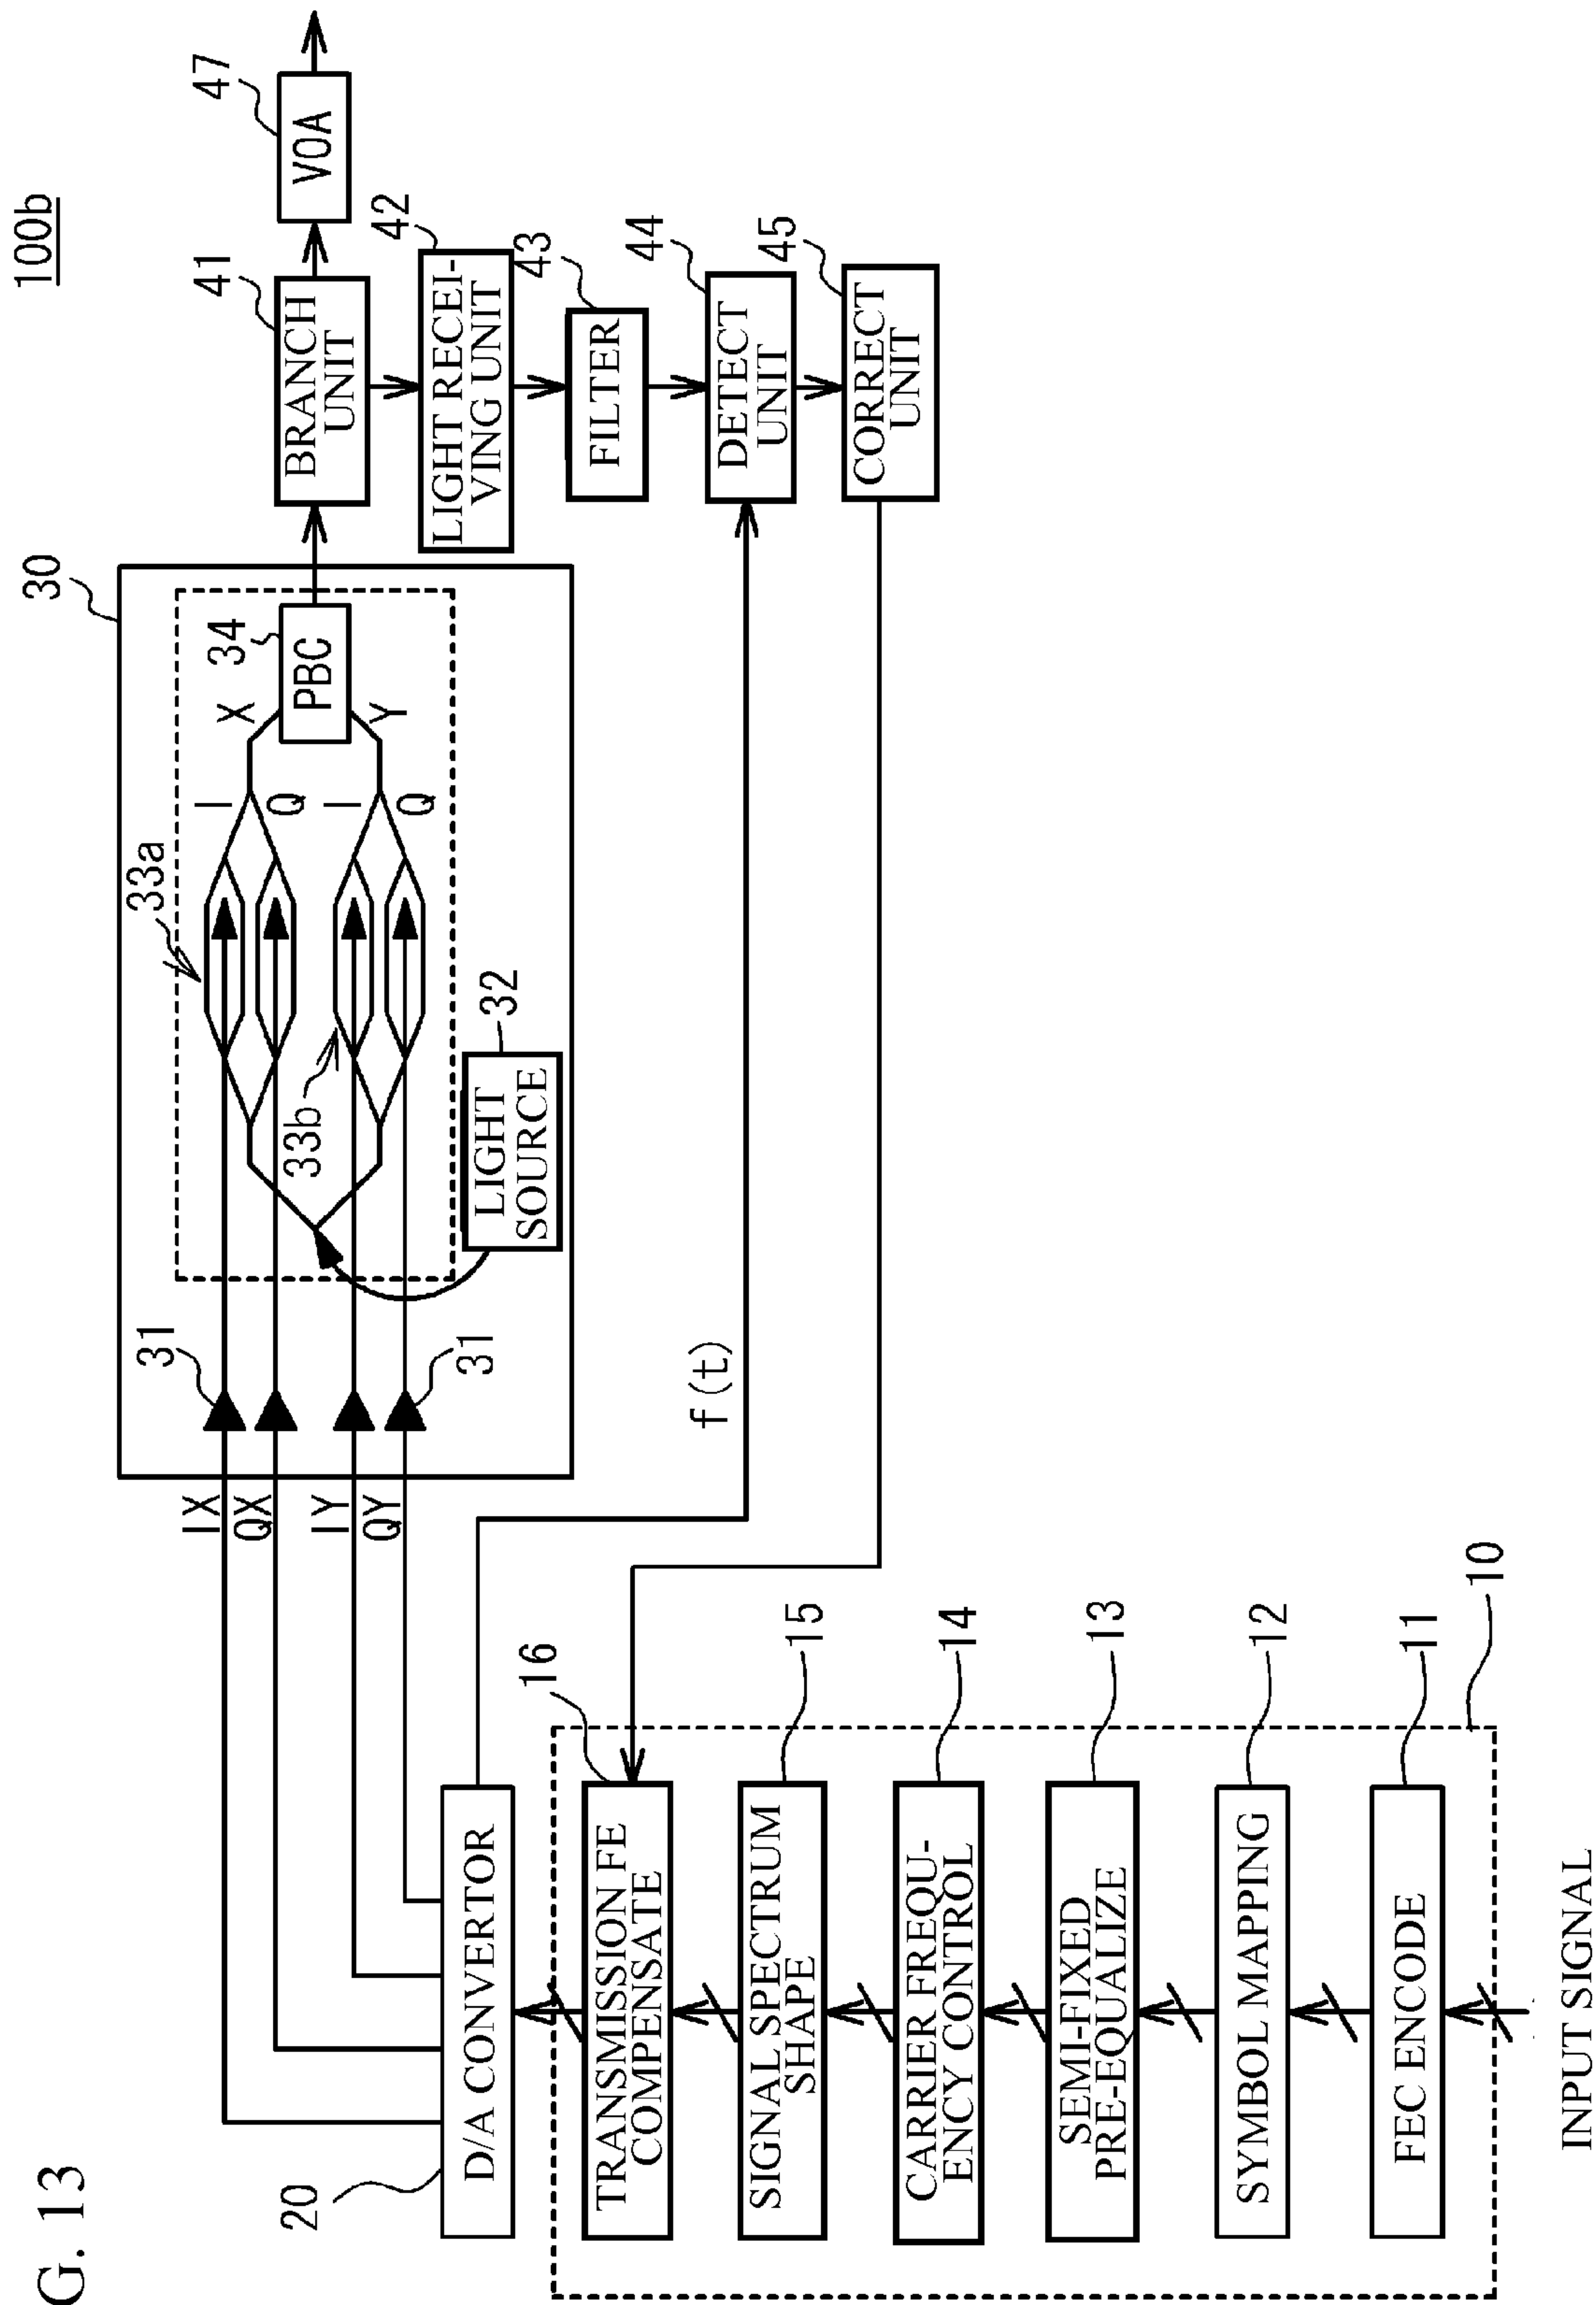 G. 13
100b
INPUT SIGNAL
10
FEC ENCODE
11
SYMBOL MAPPING
12
SEMI-FIXED
PRE-EQUALIZE
13
CARRIER FREQU-
ENCY CONTROL
14
SIGNAL SPECTRUM
SHAPE
15
TRANSMISSION FE
COMPENSATE
16
D/A CONVERTOR
20
IX
QX
IY
QY
f(t)
30
31
31
LIGHT
SOURCE
32
33a
33b
I
Q
I
Q
X
Y
PBC
34
BRANCH
UNIT
41
LIGHT RECEI-
VING UNIT
42
FILTER
43
DETECT
UNIT
44
CORRECT
UNIT
45
VOA
47